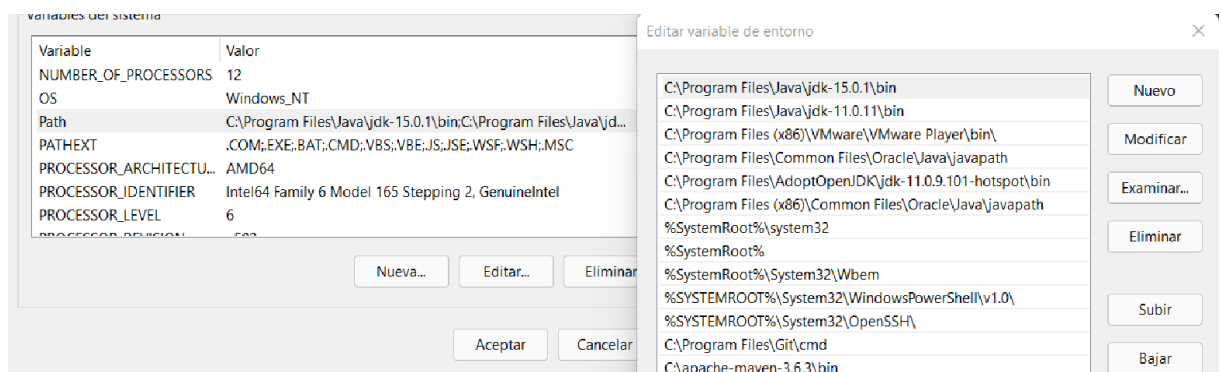 Variables del sistema
Variable Valor
NUMBER_OF_PROCESSORS 12
OS Windows_NT
Path C:\Program Files\Java\jdk-15.0.1\bin;C:\Program Files\Java\jd...
PATHEXT .COM;.EXE;.BAT;.CMD;.VBS;.VBE;.JS;.JSE;.WSF;.WSH;.MSC
PROCESSOR_ARCHITECTU... AMD64
PROCESSOR_IDENTIFIER Intel64 Family 6 Model 165 Stepping 2, GenuineIntel
PROCESSOR_LEVEL 6
PROCESSOR_REVISION
Nueva... Editar... Eliminar
Aceptar Cancelar
Editar variable de entorno
C:\Program Files\Java\jdk-15.0.1\bin
C:\Program Files\Java\jdk-11.0.11\bin
C:\Program Files (x86)\VMware\VMware Player\bin\
C:\Program Files\Common Files\Oracle\Java\javapath
C:\Program Files\AdoptOpenJDK\jdk-11.0.9.101-hotspot\bin
C:\Program Files (x86)\Common Files\Oracle\Java\javapath
%SystemRoot%\system32
%SystemRoot%
%SystemRoot%\System32\Wbem
%SYSTEMROOT%\System32\WindowsPowerShell\v1.0\
%SYSTEMROOT%\System32\OpenSSH\
C:\Program Files\Git\cmd
C:\apache-maven-3.6.3\bin
Nuevo
Modificar
Examinar...
Eliminar
Subir
Bajar